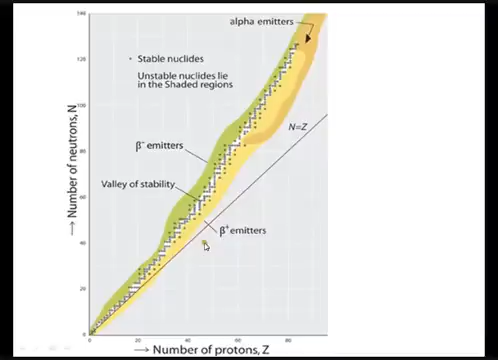 140
alpha emitters
• Stable nuclides
Unstable nuclides lie
in the Shaded regions
120
100
N=Z
β⁻ emitters
80
Valley of stability
60
β⁺ emitters
40
20
0
0 20 40 60 80
→ Number of neutrons, N
→ Number of protons, Z